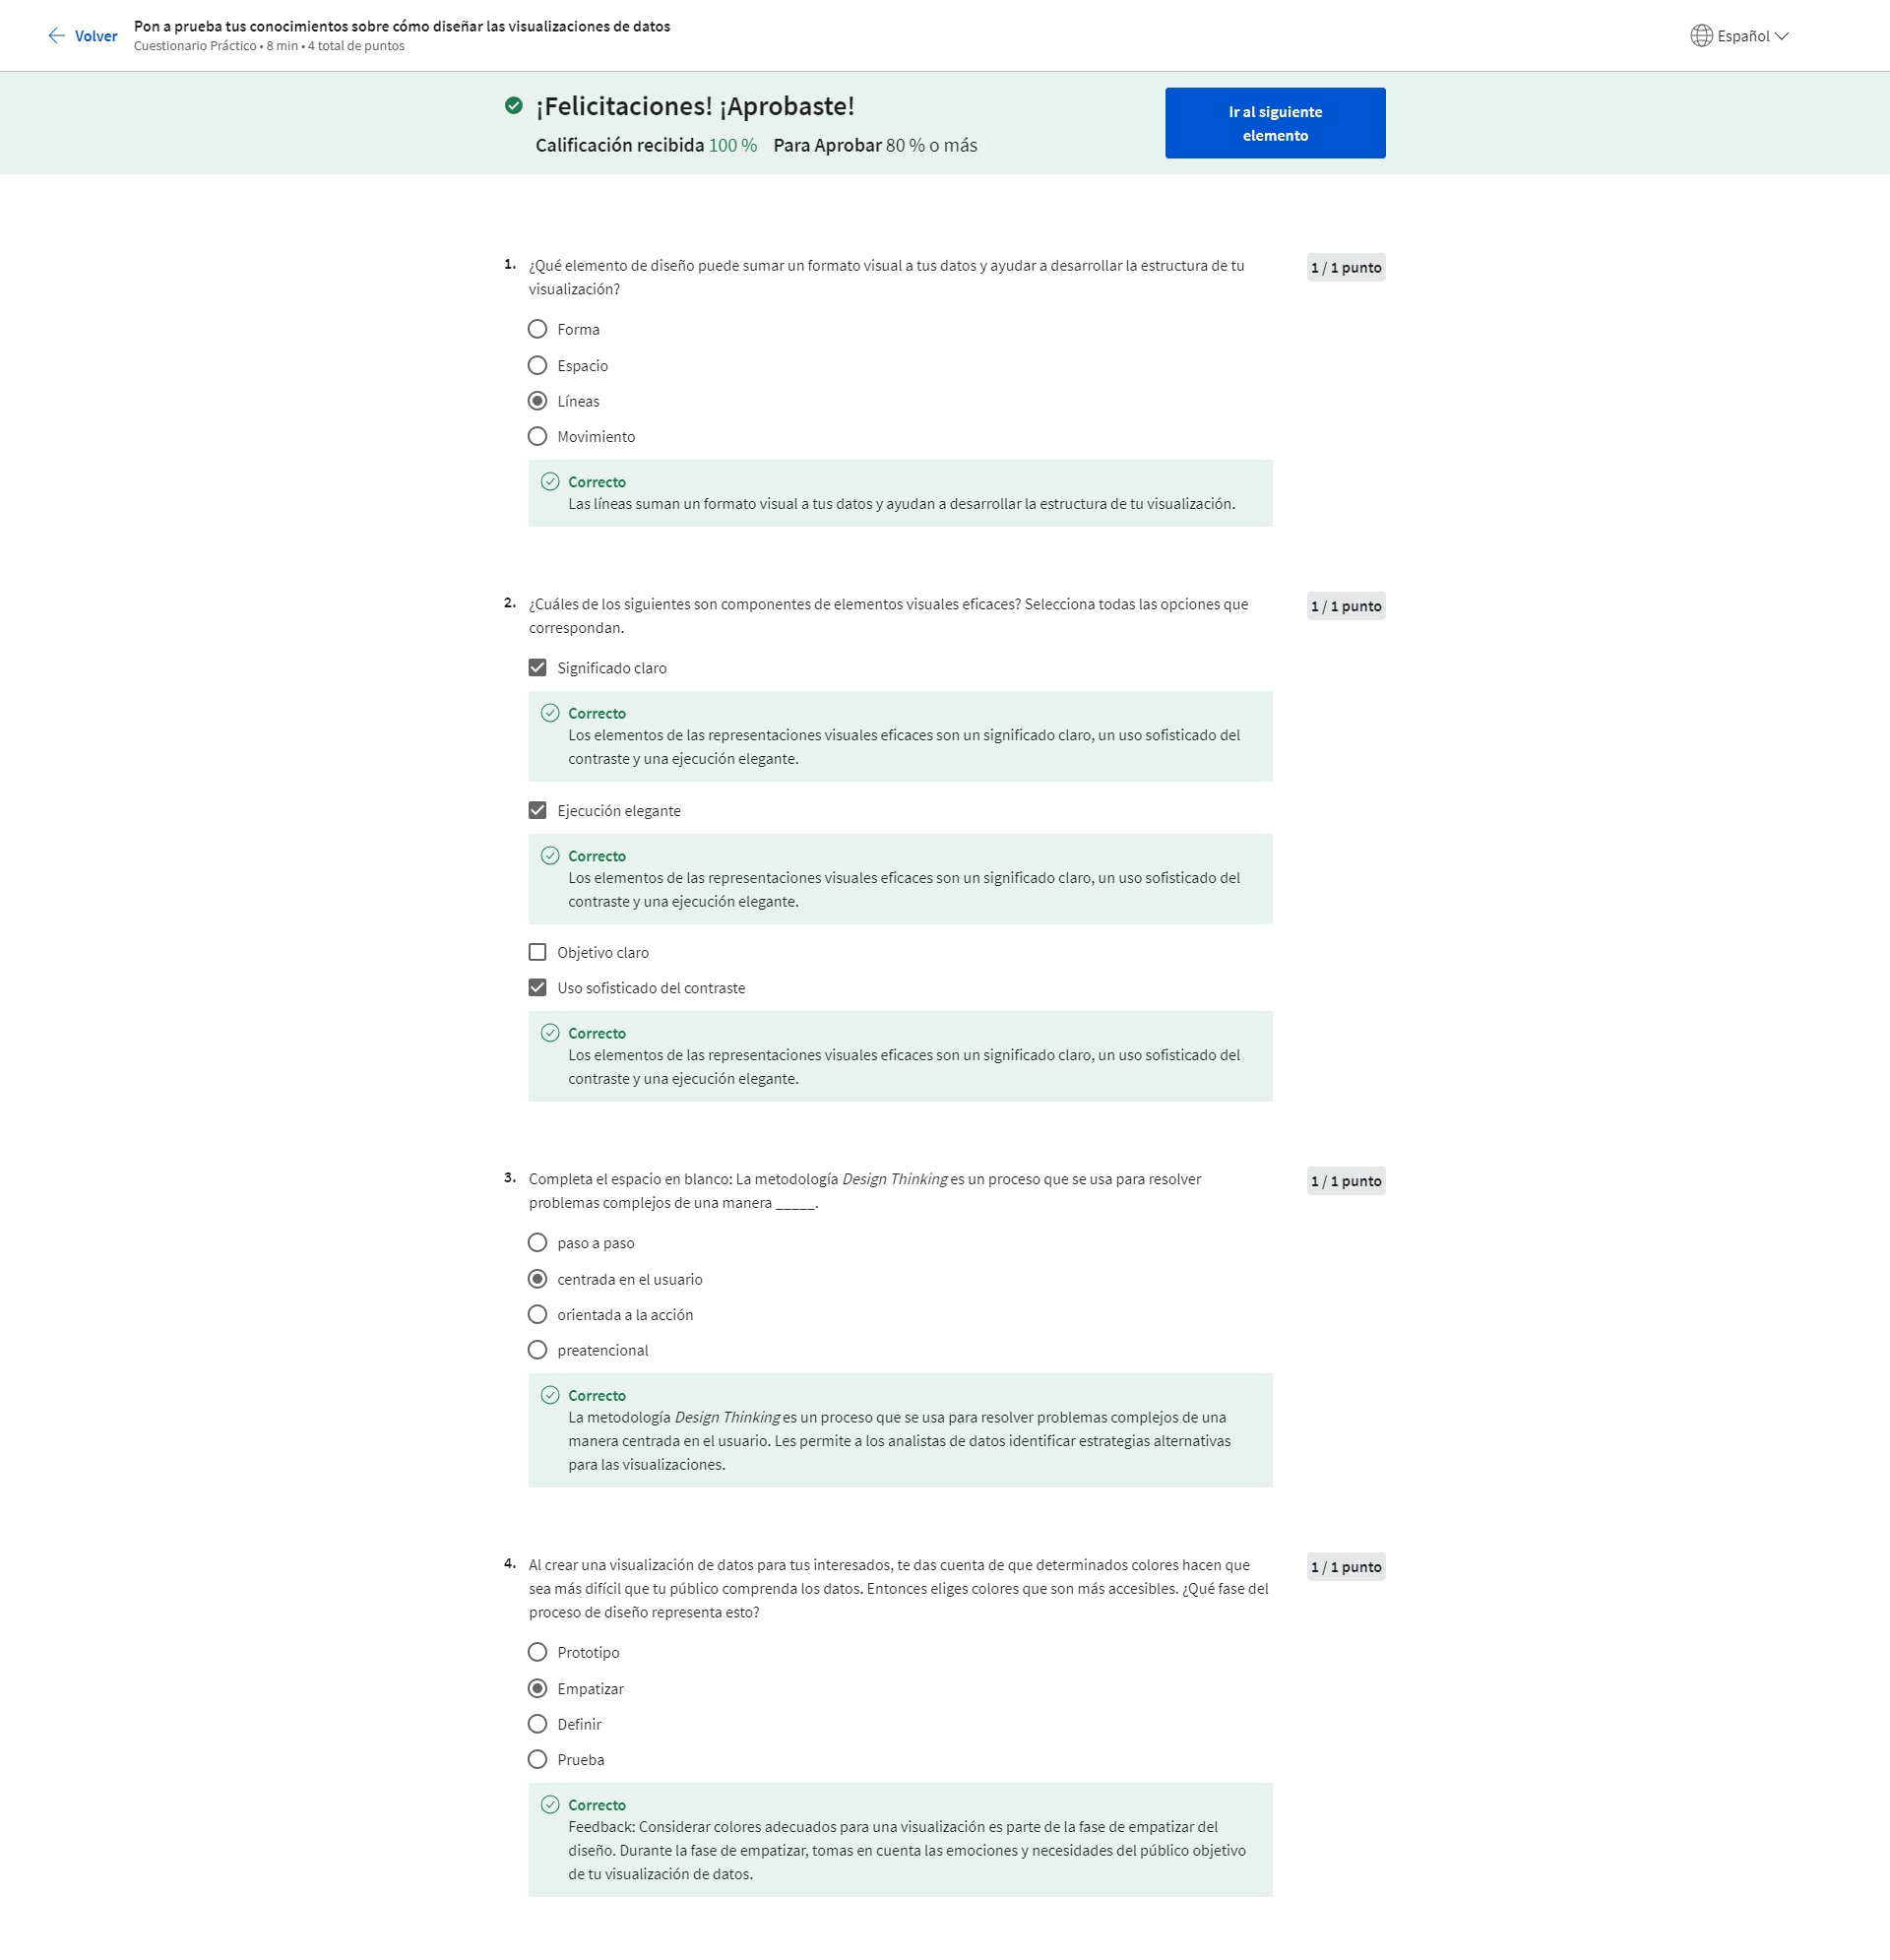 Volver
Pon a prueba tus conocimientos sobre cómo diseñar las visualizaciones de datos
Cuestionario Práctico • 8 min • 4 total de puntos
Español
¡Felicitaciones! ¡Aprobaste!
Calificación recibida 100 % Para Aprobar 80 % o más
Ir al siguiente
elemento
1. ¿Qué elemento de diseño puede sumar un formato visual a tus datos y ayudar a desarrollar la estructura de tu
visualización?
1 / 1 punto
Forma
Espacio
Líneas
Movimiento
Correcto
Las líneas suman un formato visual a tus datos y ayudan a desarrollar la estructura de tu visualización.
2. ¿Cuáles de los siguientes son componentes de elementos visuales eficaces? Selecciona todas las opciones que
correspondan.
1 / 1 punto
Significado claro
Correcto
Los elementos de las representaciones visuales eficaces son un significado claro, un uso sofisticado del
contraste y una ejecución elegante.
Ejecución elegante
Correcto
Los elementos de las representaciones visuales eficaces son un significado claro, un uso sofisticado del
contraste y una ejecución elegante.
Objetivo claro
Uso sofisticado del contraste
Correcto
Los elementos de las representaciones visuales eficaces son un significado claro, un uso sofisticado del
contraste y una ejecución elegante.
3. Completa el espacio en blanco: La metodología Design Thinking es un proceso que se usa para resolver
problemas complejos de una manera _____.
1 / 1 punto
paso a paso
centrada en el usuario
orientada a la acción
preatencional
Correcto
La metodología Design Thinking es un proceso que se usa para resolver problemas complejos de una
manera centrada en el usuario. Les permite a los analistas de datos identificar estrategias alternativas
para las visualizaciones.
4. Al crear una visualización de datos para tus interesados, te das cuenta de que determinados colores hacen que
sea más difícil que tu público comprenda los datos. Entonces eliges colores que son más accesibles. ¿Qué fase del
proceso de diseño representa esto?
1 / 1 punto
Prototipo
Empatizar
Definir
Prueba
Correcto
Feedback: Considerar colores adecuados para una visualización es parte de la fase de empatizar del
diseño. Durante la fase de empatizar, tomas en cuenta las emociones y necesidades del público objetivo
de tu visualización de datos.